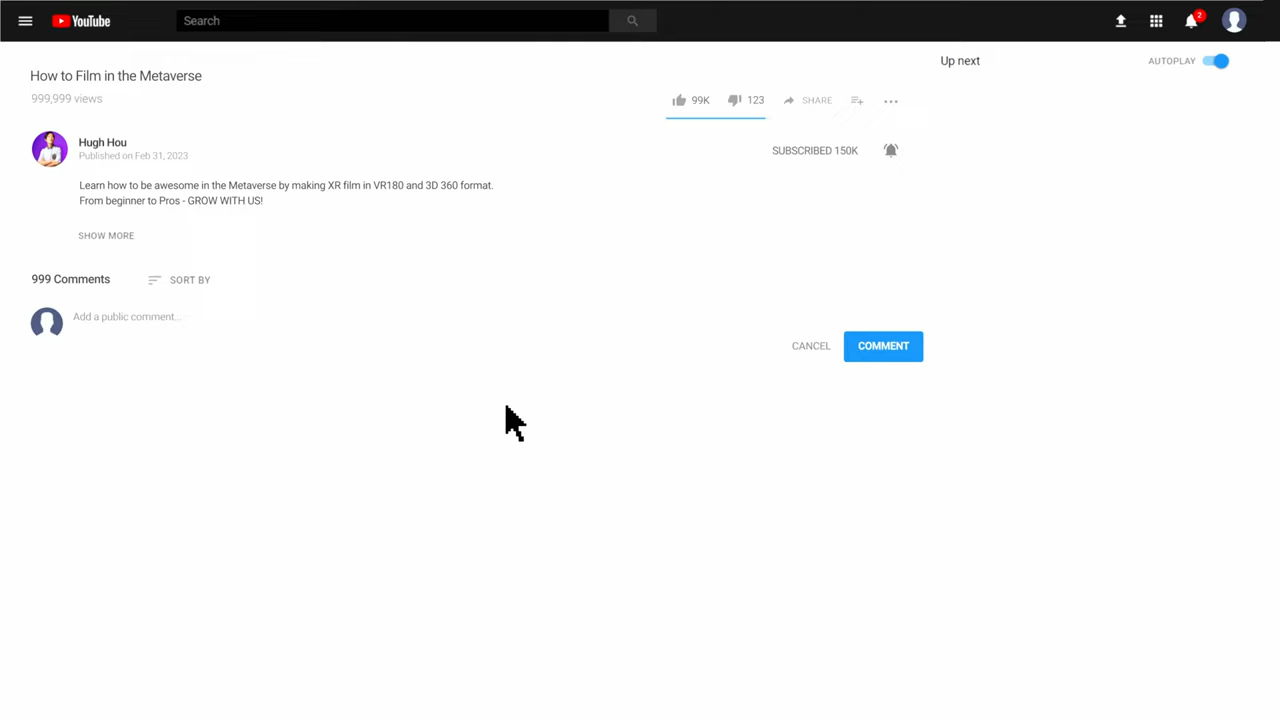 YouTube
Search
2
How to Film in the Metaverse
999,999 views
99K
123
SHARE
Up next
AUTOPLAY
Hugh Hou
Published on Feb 31, 2023
SUBSCRIBED 150K
Learn how to be awesome in the Metaverse by making XR film in VR180 and 3D 360 format.
From beginner to Pros - GROW WITH US!
SHOW MORE
999 Comments
SORT BY
Add a public comment...
CANCEL
COMMENT